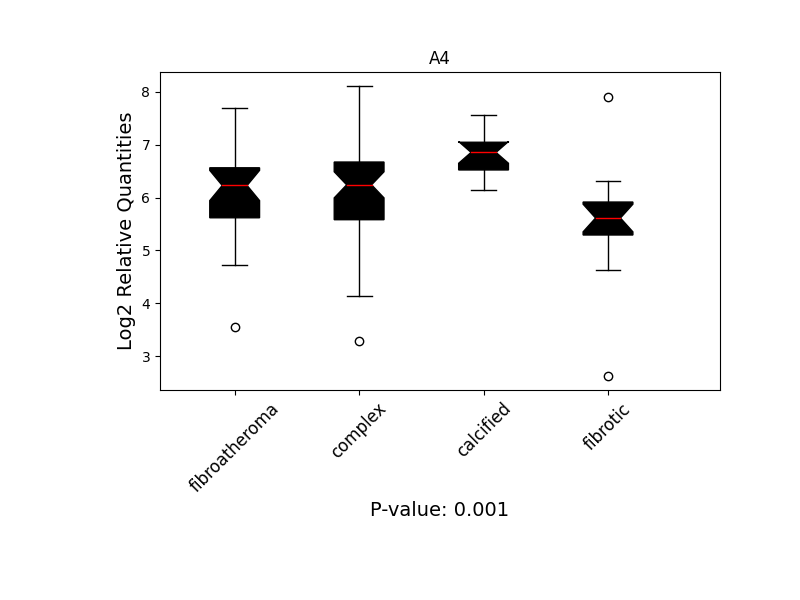 A4
Log2 Relative Quantities
8
7
6
5
4
3
fibroatheroma
complex
calcified
fibrotic
P-value: 0.001